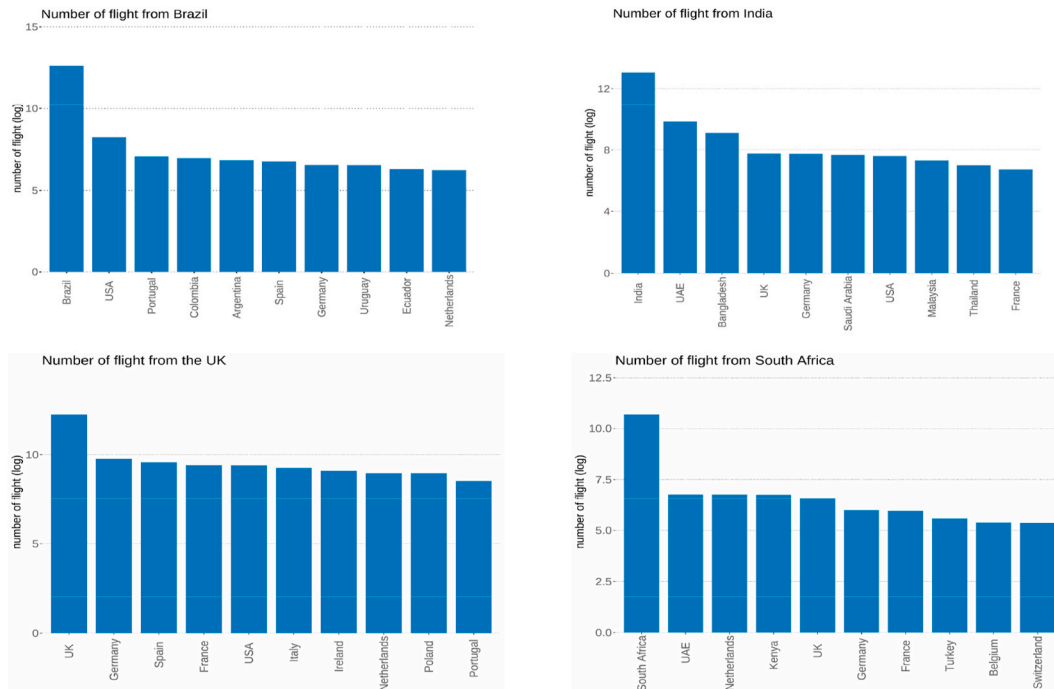 Number of flight from Brazil
number of flight (log)
15
10
5
0
Brazil
USA
Portugal
Colombia
Argentina
Spain
Germany
Uruguay
Ecuador
Netherlands
Number of flight from India
number of flight (log)
12
8
4
0
India
UAE
Bangladesh
UK
Germany
Saudi Arabia
USA
Malaysia
Thailand
France
Number of flight from the UK
number of flight (log)
10
5
0
UK
Germany
Spain
France
USA
Italy
Ireland
Netherlands
Poland
Portugal
Number of flight from South Africa
number of flight (log)
12.5
10.0
7.5
5.0
2.5
0.0
South Africa
UAE
Netherlands
Kenya
UK
Germany
France
Turkey
Belgium
Switzerland